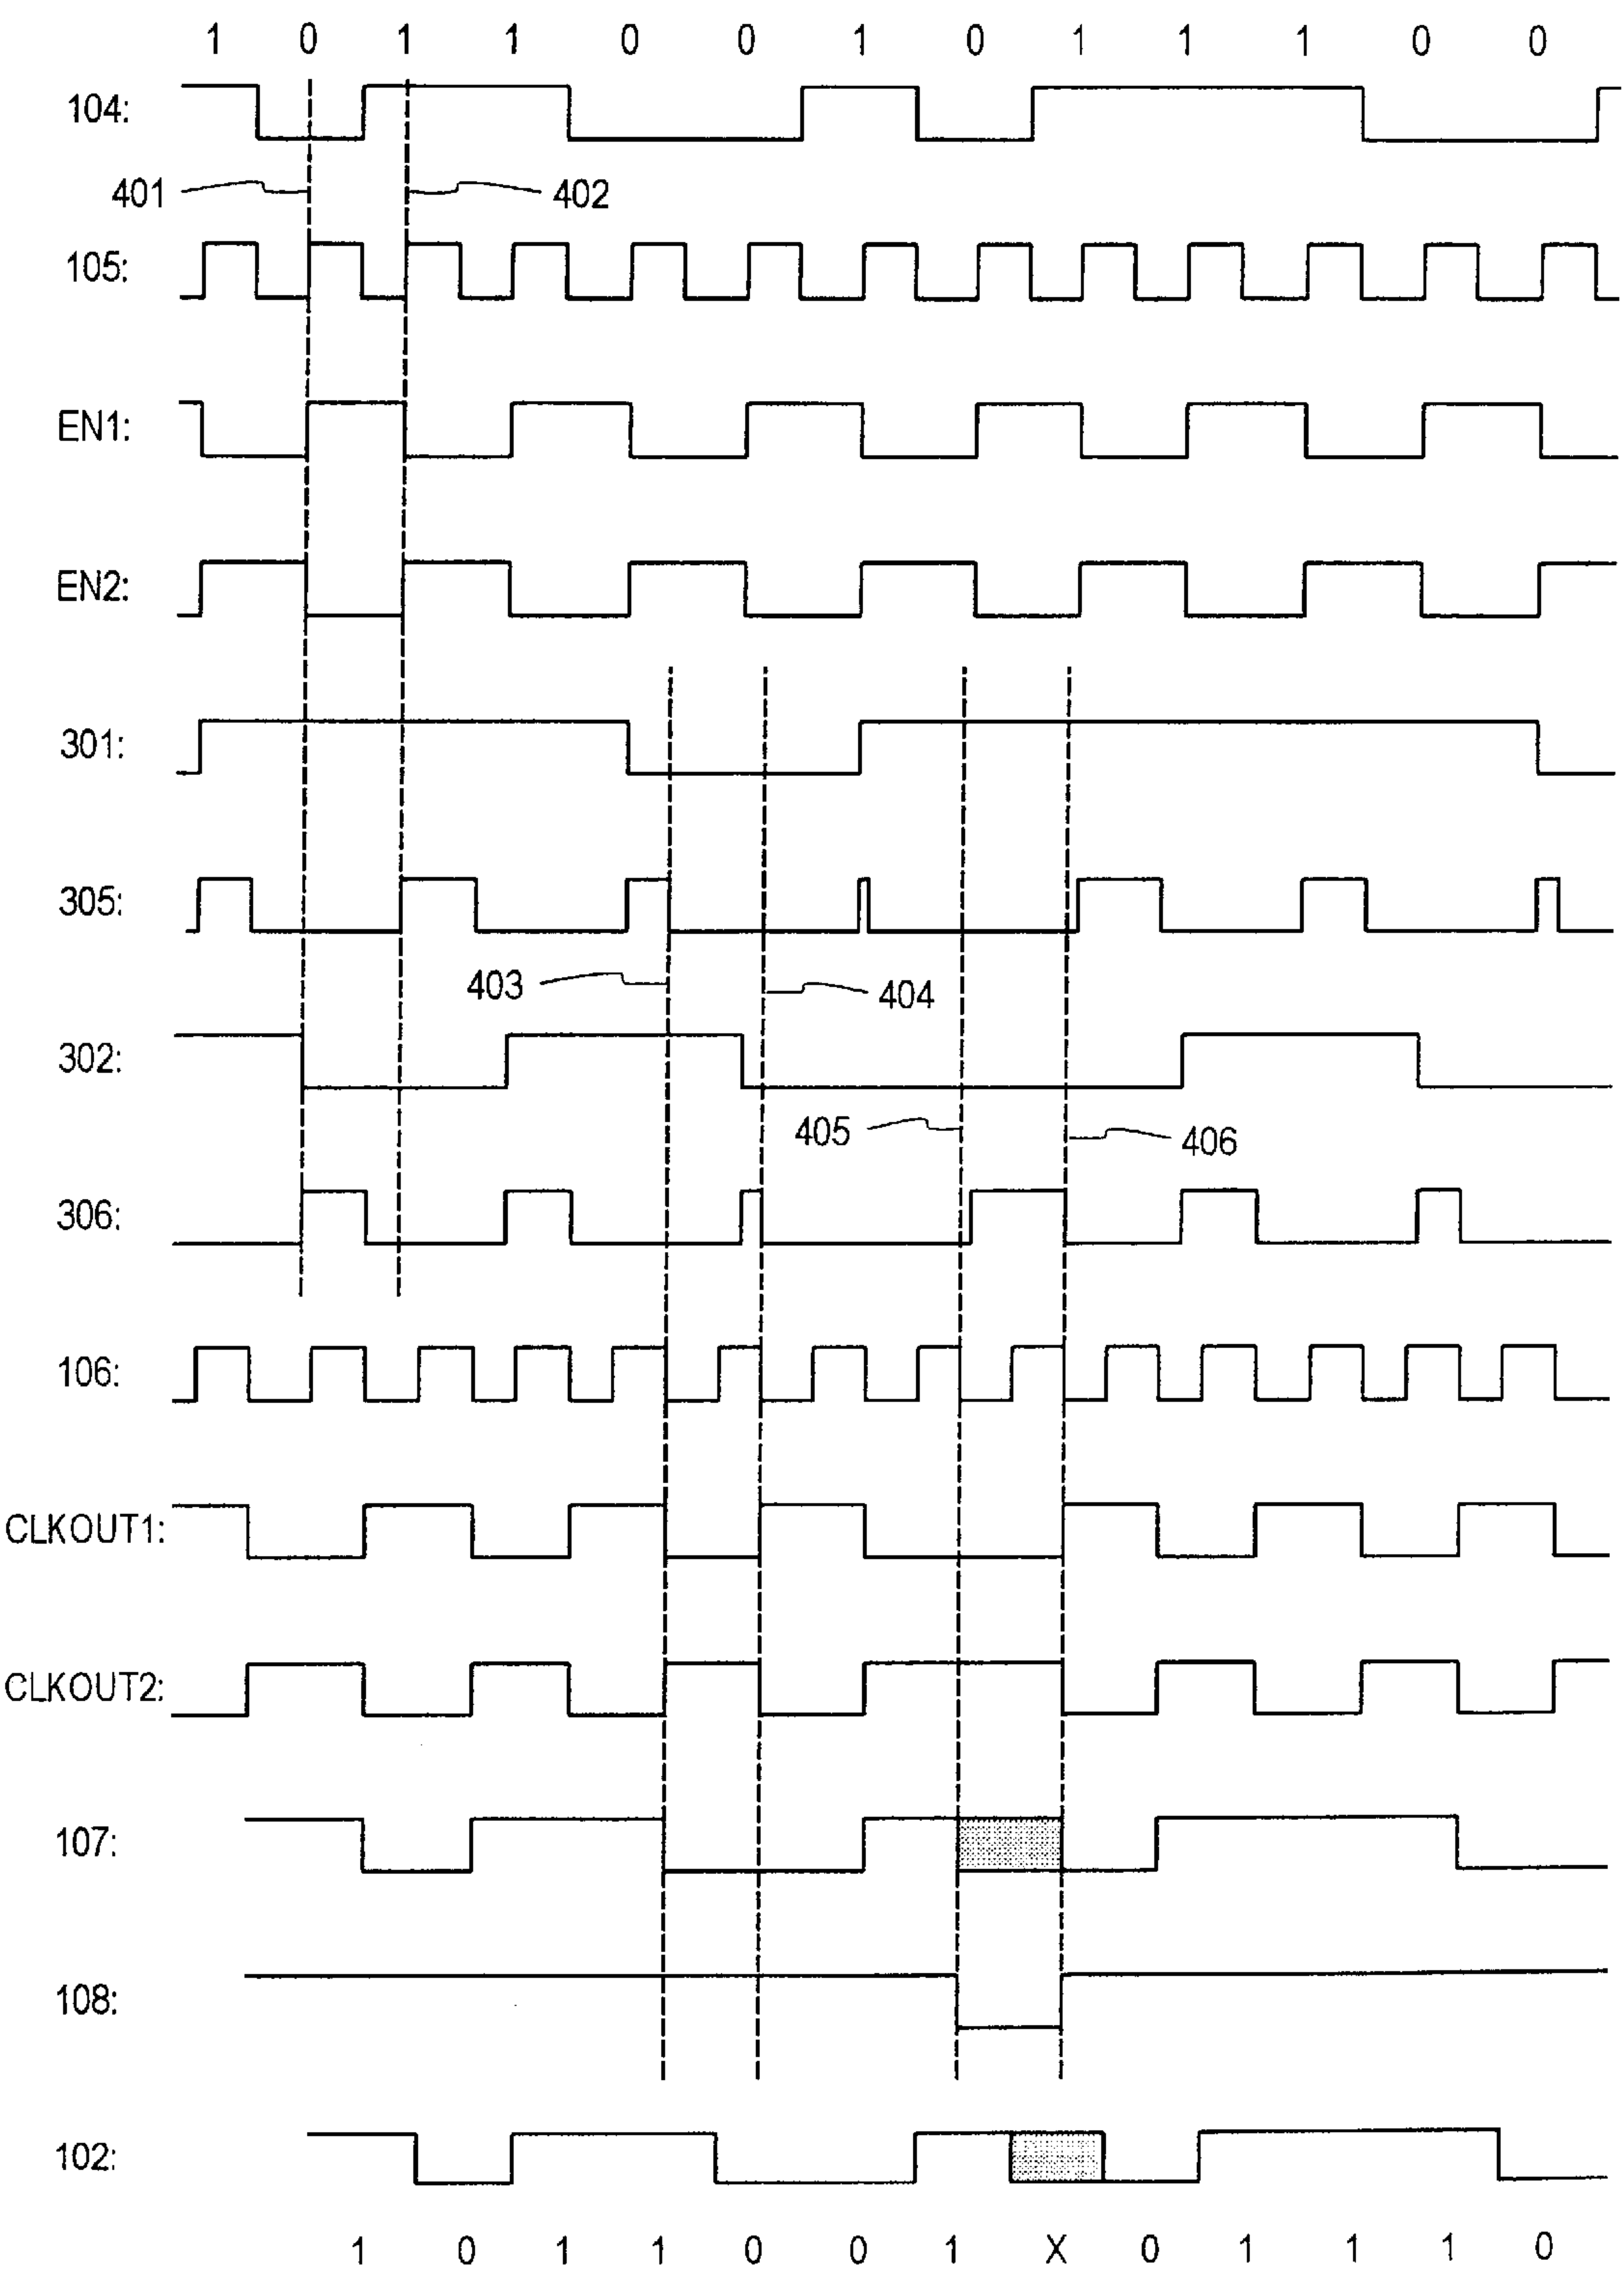 1 0 1 1 0 0 1 0 1 1 1 0 0
104:
401 402
105:
EN1:
EN2:
301:
305:
403 404
302:
405 406
306:
106:
CLKOUT1:
CLKOUT2:
107:
108:
102:
1 0 1 1 0 0 1 X 0 1 1 1 0